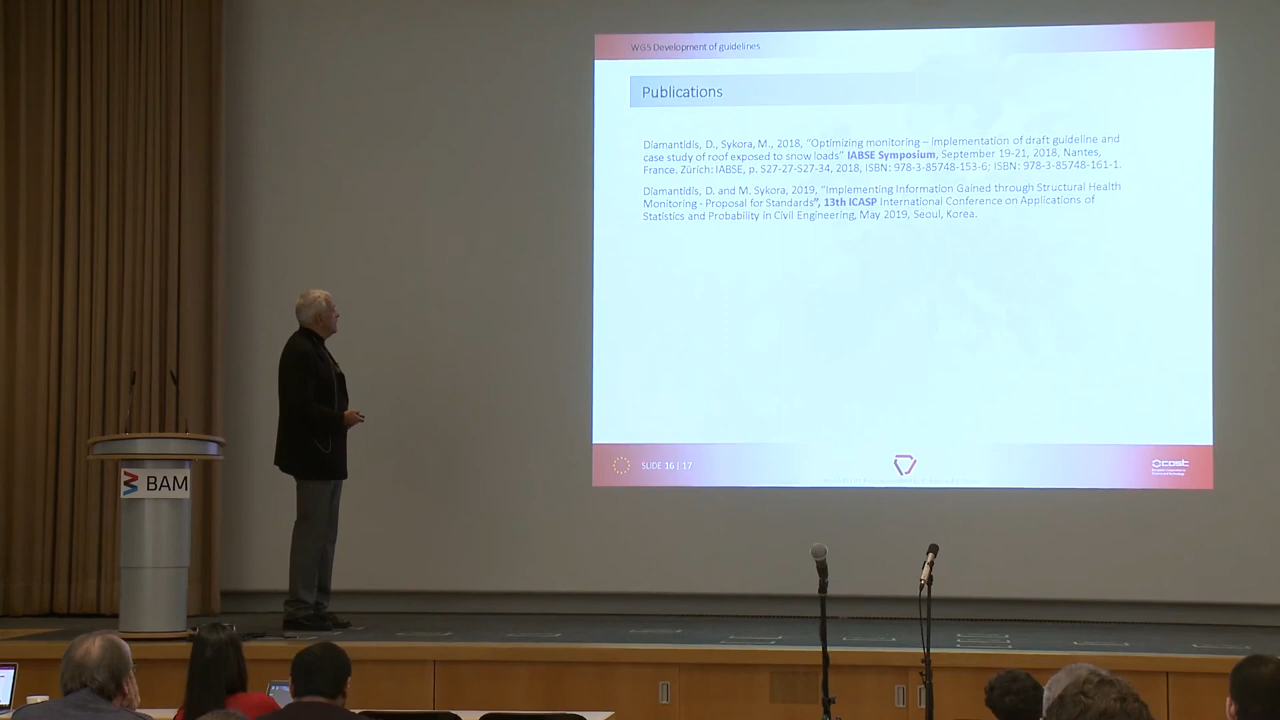 WG5 Development of guidelines
Publications
Diamantidis, D., Sykora, M., 2018, “Optimizing monitoring – implementation of draft guideline and
case study of roof exposed to snow loads” IABSE Symposium, September 19-21, 2018, Nantes,
France. Zürich: IABSE, p. S27-27-S27-34, 2018, ISBN: 978-3-85748-153-6; ISBN: 978-3-85748-161-1.
Diamantidis, D. and M. Sykora, 2019, “Implementing Information Gained through Structural Health
Monitoring - Proposal for Standards”, 13th ICASP International Conference on Applications of
Statistics and Probability in Civil Engineering, May 2019, Seoul, Korea.
SLIDE 16 | 17
cost
BAM